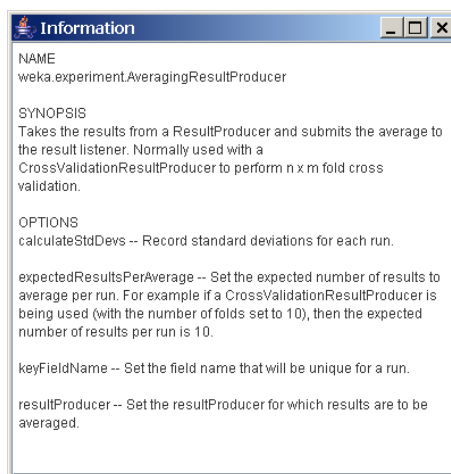 Information
NAME
weka.experiment.AveragingResultProducer
SYNOPSIS
Takes the results from a ResultProducer and submits the average to
the result listener. Normally used with a
CrossValidationResultProducer to perform n x m fold cross
validation.
OPTIONS
calculateStdDevs -- Record standard deviations for each run.
expectedResultsPerAverage -- Set the expected number of results to
average per run. For example if a CrossValidationResultProducer is
being used (with the number of folds set to 10), then the expected
number of results per run is 10.
keyFieldName -- Set the field name that will be unique for a run.
resultProducer -- Set the resultProducer for which results are to be
averaged.